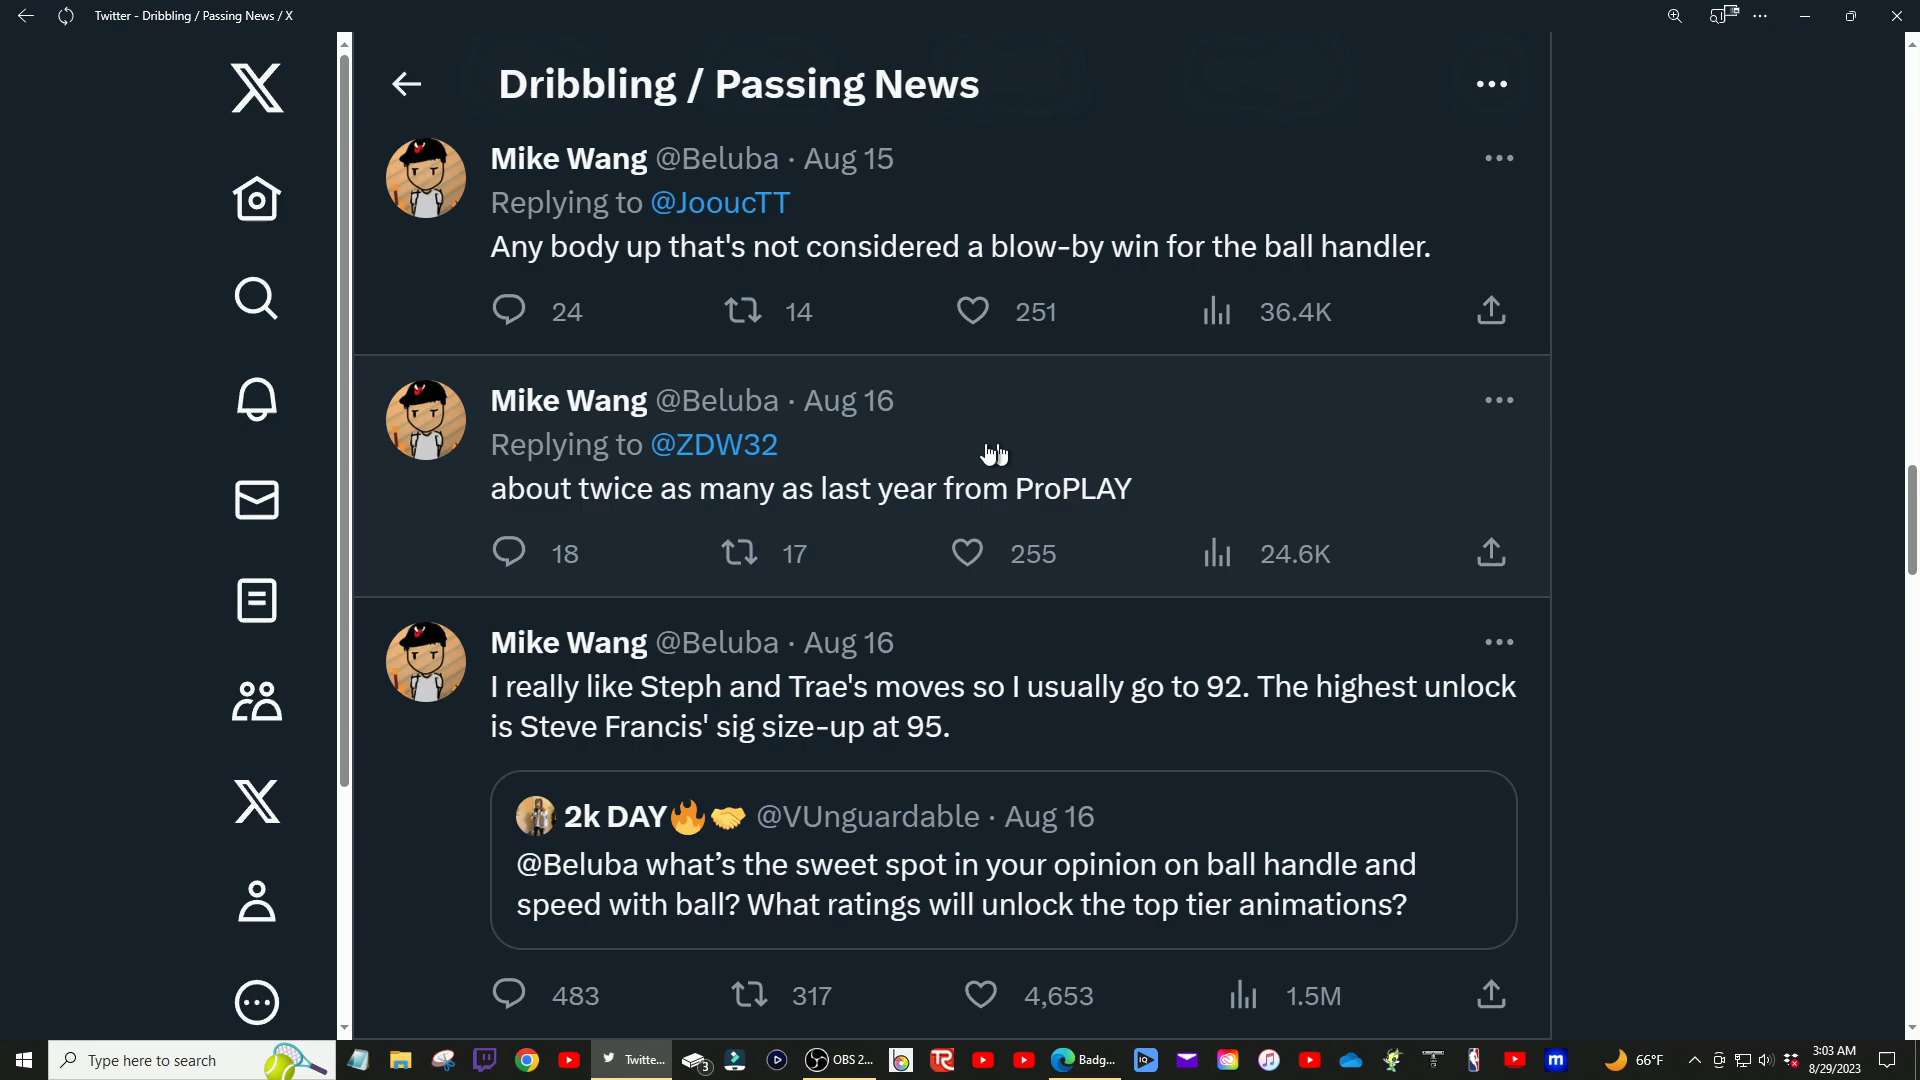 Twitter - Dribbling / Passing News / X
Dribbling / Passing News
Mike Wang @Beluba · Aug 15
Replying to @JooucTT
Any body up that's not considered a blow-by win for the ball handler.
24 14 251 36.4K
Mike Wang @Beluba · Aug 16
Replying to @ZDW32
about twice as many as last year from ProPLAY
18 17 255 24.6K
Mike Wang @Beluba · Aug 16
I really like Steph and Trae's moves so I usually go to 92. The highest unlock
is Steve Francis' sig size-up at 95.
2k DAY🔥🤝 @VUnguardable · Aug 16
@Beluba what’s the sweet spot in your opinion on ball handle and
speed with ball? What ratings will unlock the top tier animations?
483 317 4,653 1.5M
Type here to search
Twitte...
3
OBS 2...
Badg...
66°F
3:03 AM
8/29/2023